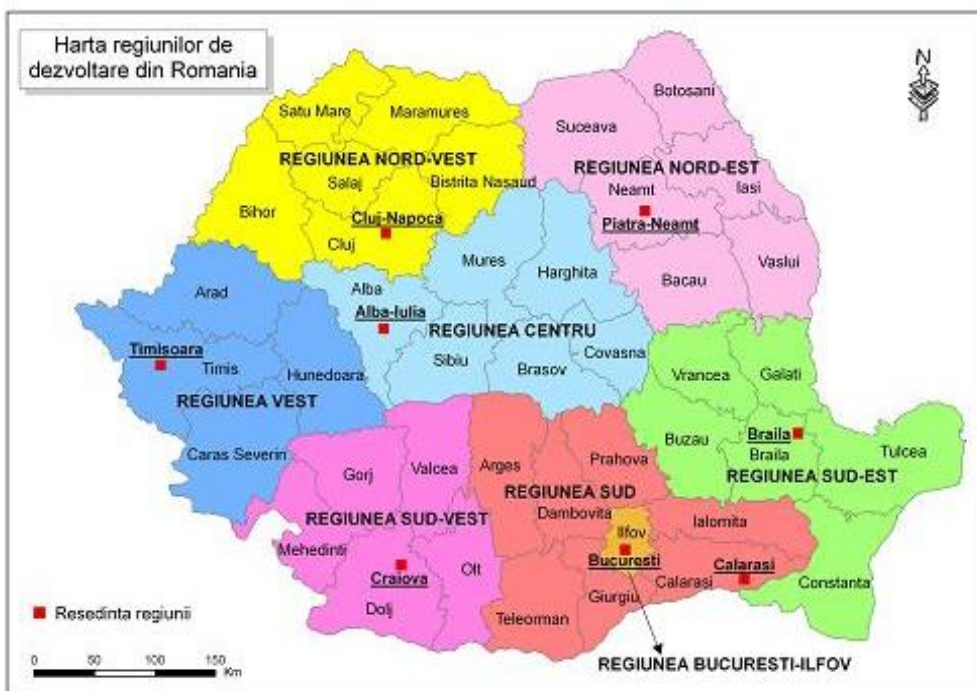 Harta regiunilor de
dezvoltare din Romania
N
Satu Mare
Maramures
REGIUNEA NORD-VEST
Salaj
Bistrita Nasaud
Bihor
Cluj-Napoca
Cluj
Botosani
Suceava
REGIUNEA NORD-EST
Neamt
Iasi
Piatra-Neamt
Bacau
Vaslui
Mures
Harghita
Alba
Alba-Iulia
REGIUNEA CENTRU
Sibiu
Brasov
Covasna
Arad
Timisoara
Timis
Hunedoara
REGIUNEA VEST
Caras Severin
Vrancea
Galati
Buzau
Braila
Braila
Tulcea
REGIUNEA SUD-EST
Constanta
Gorj
Valcea
REGIUNEA SUD-VEST
Mehedinti
Craiova
Olt
Dolj
Arges
Prahova
REGIUNEA SUD
Dambovita
Ialomita
Ilfov
Bucuresti
Calarasi
Calarasi
Giurgiu
Teleorman
REGIUNEA BUCURESTI-ILFOV
Resedinta regiunii
0 50 100 150
Km